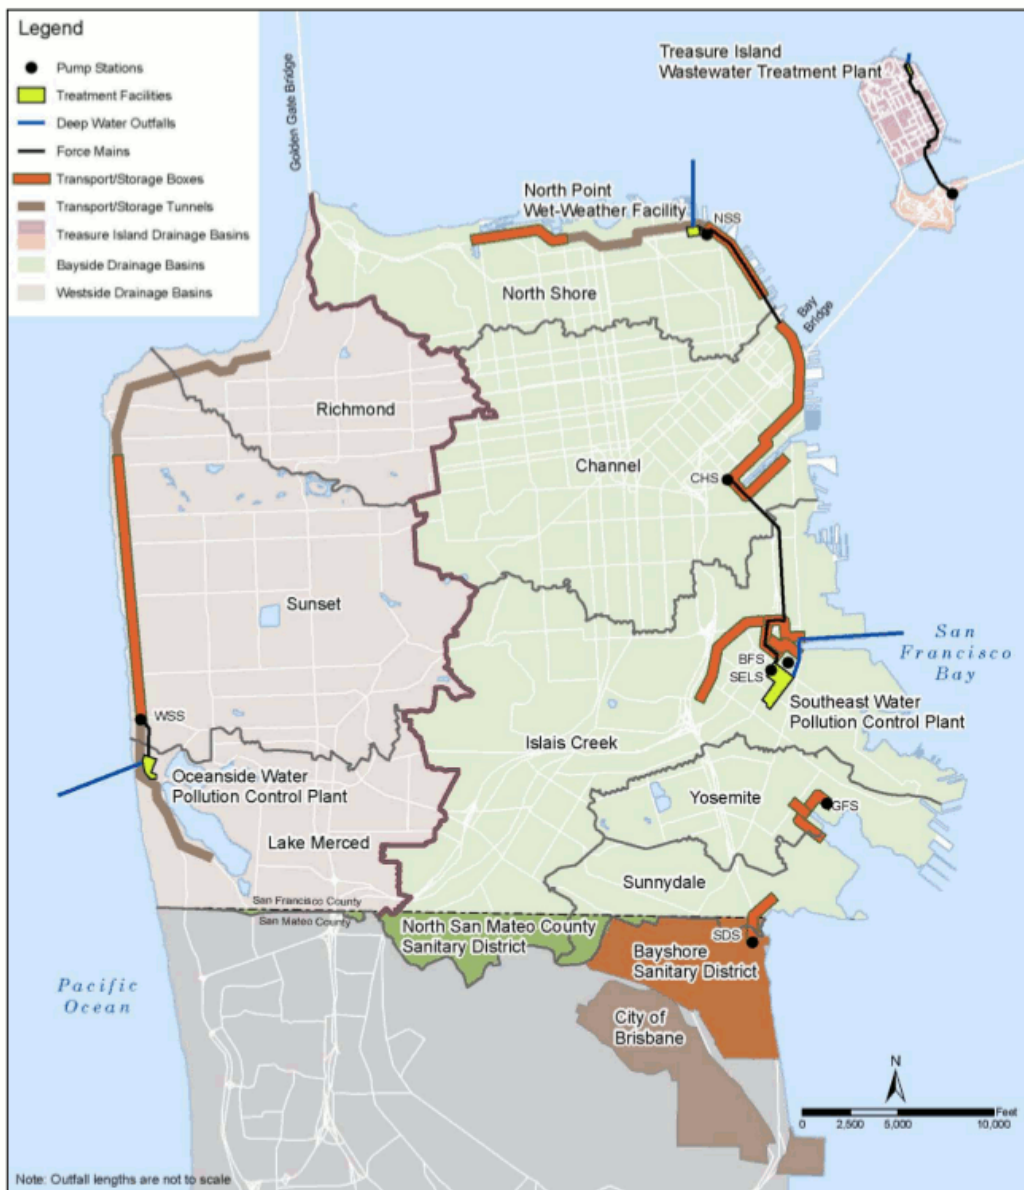 Legend
Pump Stations
Treatment Facilities
Deep Water Outfalls
Force Mains
Transport/Storage Boxes
Transport/Storage Tunnels
Treasure Island Drainage Basins
Bayside Drainage Basins
Westside Drainage Basins
Golden Gate Bridge
Treasure Island
Wastewater Treatment Plant
North Point
Wet-Weather Facility
NSS
North Shore
Bay
Bridge
Richmond
Channel
CHS
Sunset
San
Francisco
Bay
BFS
SELS
Southeast Water
Pollution Control Plant
WSS
Islais Creek
Oceanside Water
Pollution Control Plant
Yosemite
GFS
Lake Merced
Sunnydale
San Francisco County
San Mateo County
North San Mateo County
Sanitary District
SDS
Bayshore
Sanitary District
Pacific
Ocean
City of
Brisbane
N
Feet
0 2,500 5,000 10,000
Note: Outfall lengths are not to scale